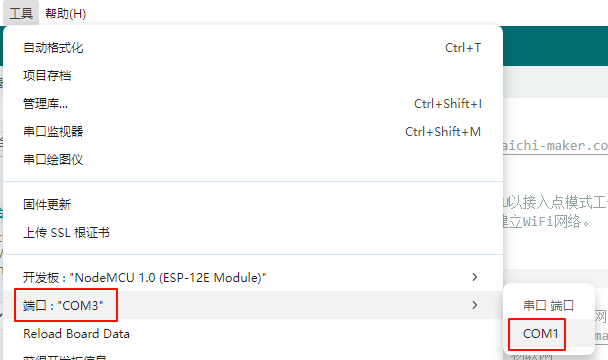 工具 帮助(H)
自动格式化 Ctrl+T
项目存档
管理库... Ctrl+Shift+I
串口监视器 Ctrl+Shift+M
串口绘图仪
aichi-maker.co
固件更新
U以接入点模式工
建立WiFi网络。
上传 SSL 根证书
开发板 : "NodeMCU 1.0 (ESP-12E Module)"
端口 : "COM3"
串口 端口
Reload Board Data
COM1